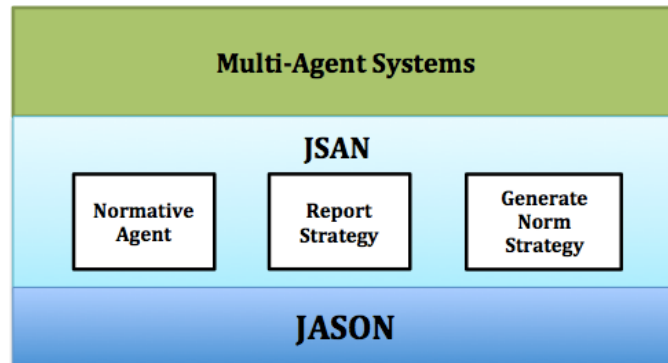 Multi-Agent Systems
JSAN
Normative
Agent
Report
Strategy
Generate
Norm
Strategy
JASON